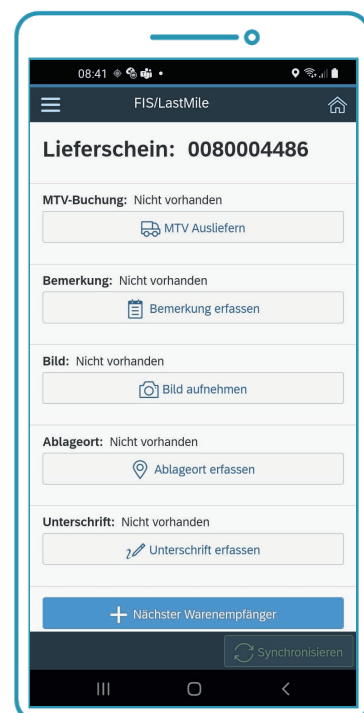 08:41
FIS/LastMile
Lieferschein: 0080004486
MTV-Buchung: Nicht vorhanden
MTV Ausliefern
Bemerkung: Nicht vorhanden
Bemerkung erfassen
Bild: Nicht vorhanden
Bild aufnehmen
Ablageort: Nicht vorhanden
Ablageort erfassen
Unterschrift: Nicht vorhanden
Unterschrift erfassen
Nächster Warenempfänger
Synchronisieren